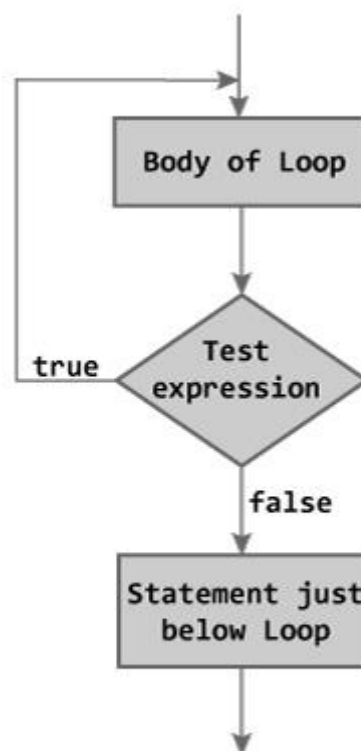 Body of Loop
Test
expression
true
false
Statement just
below Loop